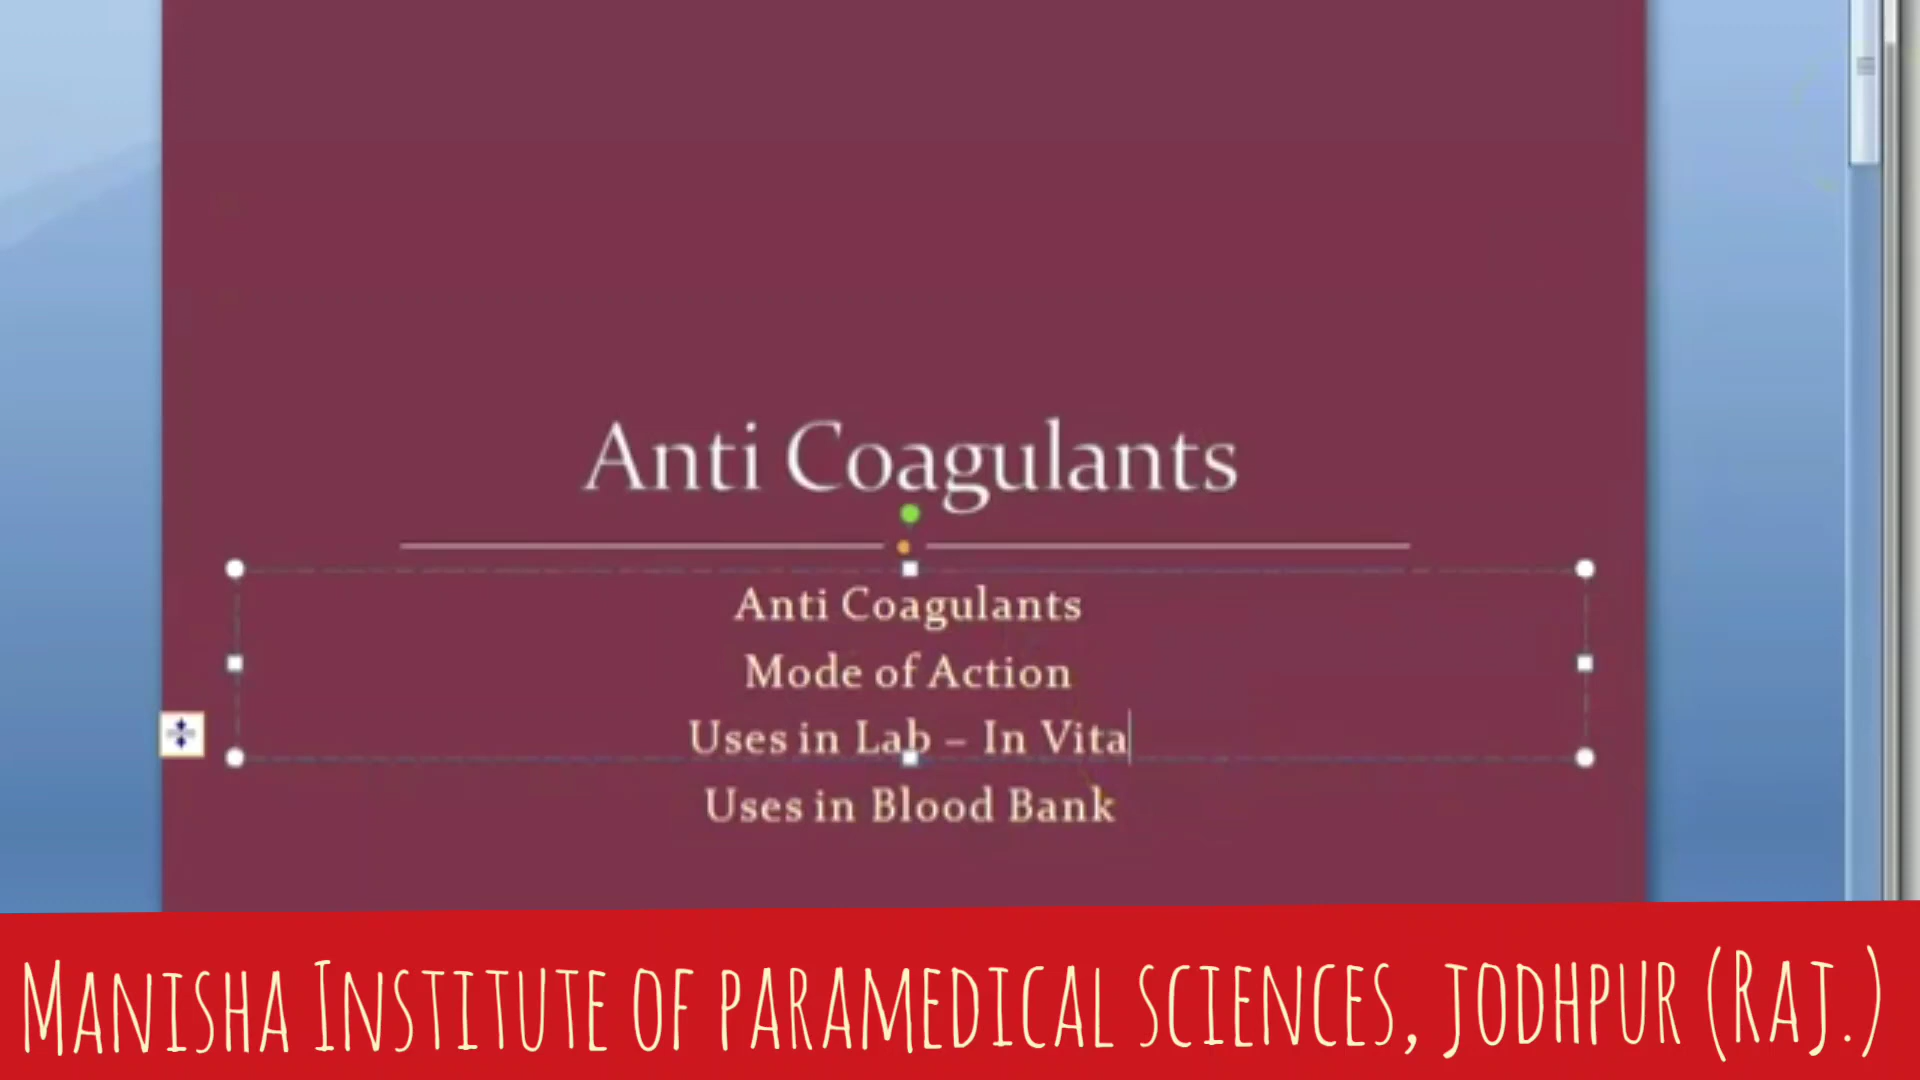 Anti Coagulants
Anti Coagulants
Mode of Action
Uses in Lab – In Vita
Uses in Blood Bank
Manisha Institute of paramedical sciences, jodhpur (Raj.)